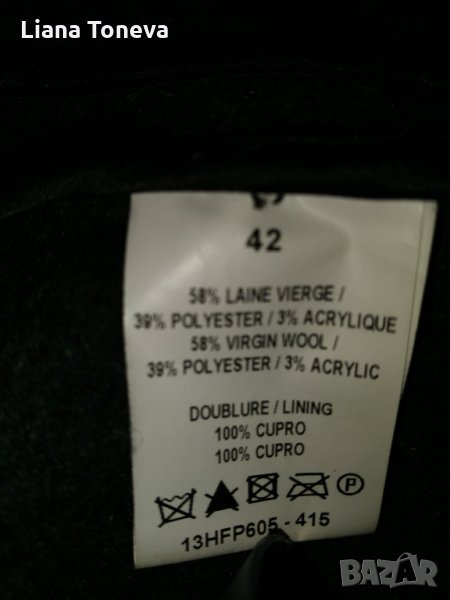 Liana Toneva
42
58% LAINE VIERGE /
39% POLYESTER / 3% ACRYLIQUE
58% VIRGIN WOOL /
39% POLYESTER / 3% ACRYLIC
DOUBLURE / LINING
100% CUPRO
100% CUPRO
P
13HFP605 - 415
BAZAR